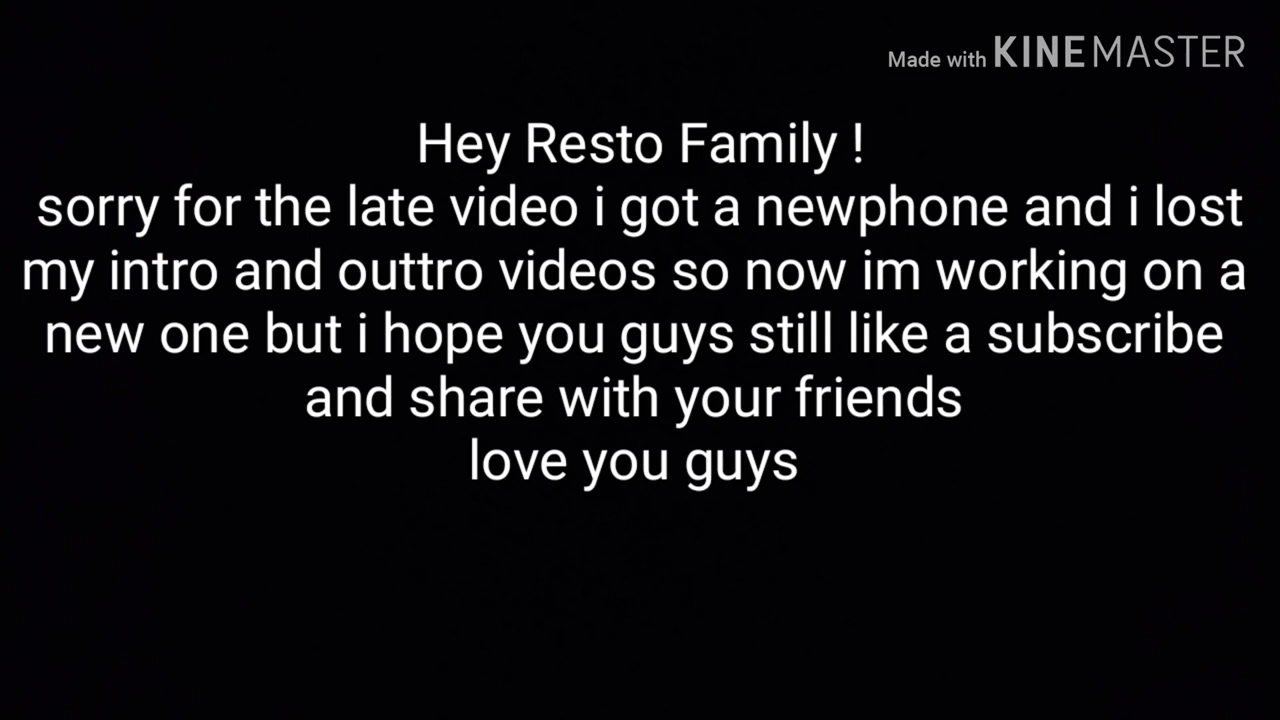 Made with KINEMASTER
Hey Resto Family !
sorry for the late video i got a newphone and i lost
my intro and outtro videos so now im working on a
new one but i hope you guys still like a subscribe
and share with your friends
love you guys